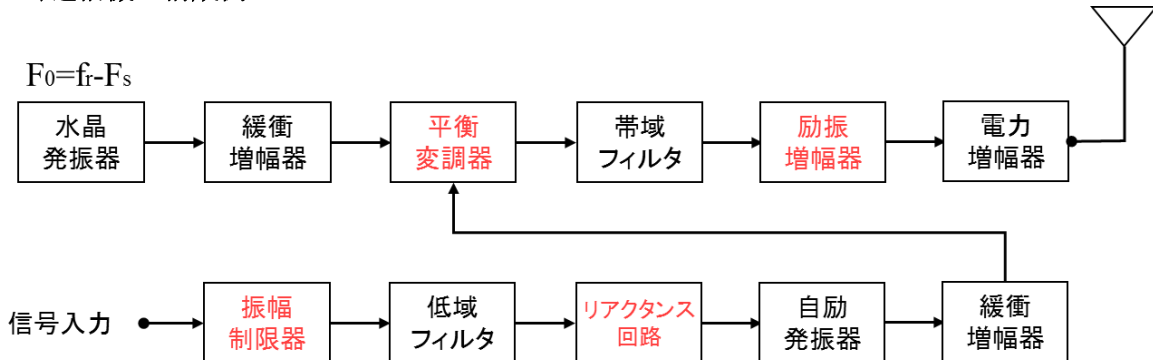 F₀=fr-Fs
水晶
発振器
緩衝
増幅器
平衡
変調器
帯域
フィルタ
励振
増幅器
電力
増幅器
信号入力
振幅
制限器
低域
フィルタ
リアクタンス
回路
自励
発振器
緩衝
増幅器